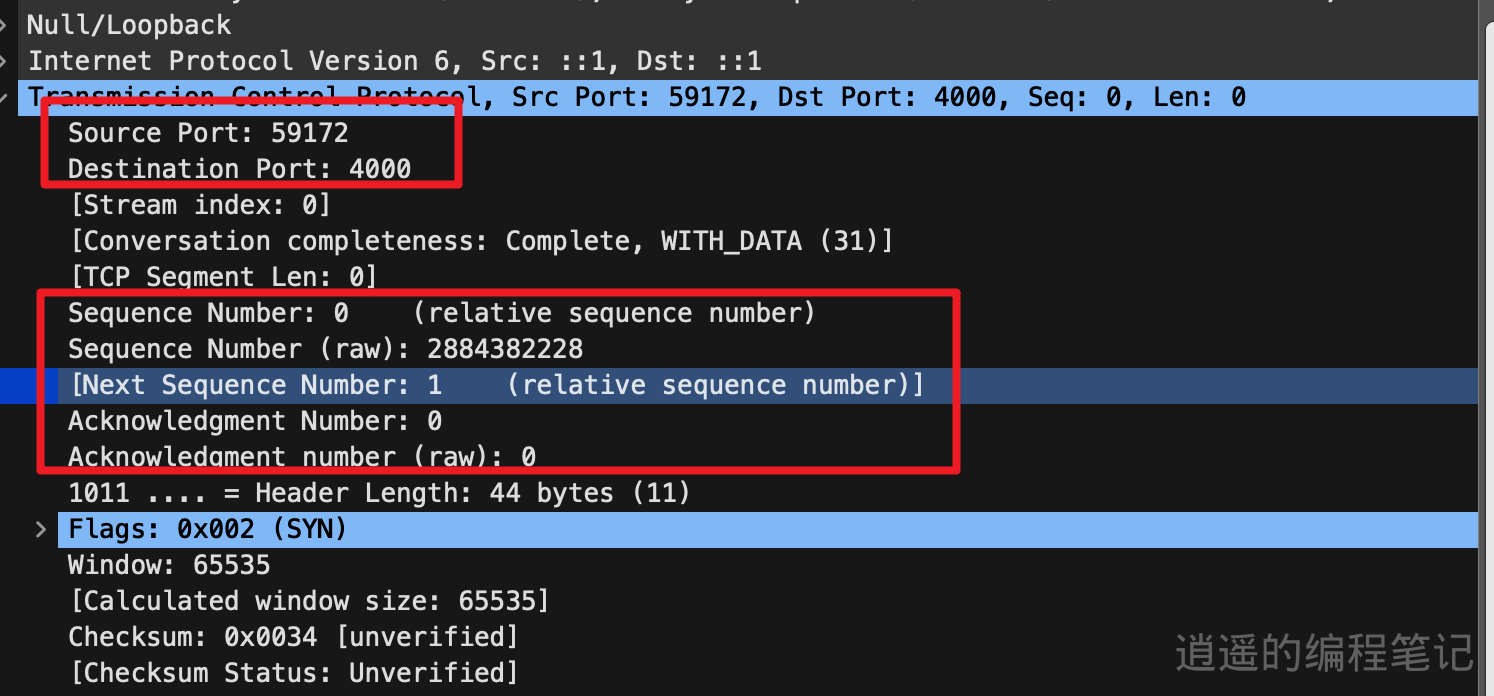 Null/Loopback
Internet Protocol Version 6, Src: ::1, Dst: ::1
Transmission Control Protocol, Src Port: 59172, Dst Port: 4000, Seq: 0, Len: 0
Source Port: 59172
Destination Port: 4000
[Stream index: 0]
[Conversation completeness: Complete, WITH_DATA (31)]
[TCP Segment Len: 0]
Sequence Number: 0    (relative sequence number)
Sequence Number (raw): 2884382228
[Next Sequence Number: 1    (relative sequence number)]
Acknowledgment Number: 0
Acknowledgment number (raw): 0
1011 .... = Header Length: 44 bytes (11)
Flags: 0x002 (SYN)
Window: 65535
[Calculated window size: 65535]
Checksum: 0x0034 [unverified]
[Checksum Status: Unverified]
逍遥的编程笔记